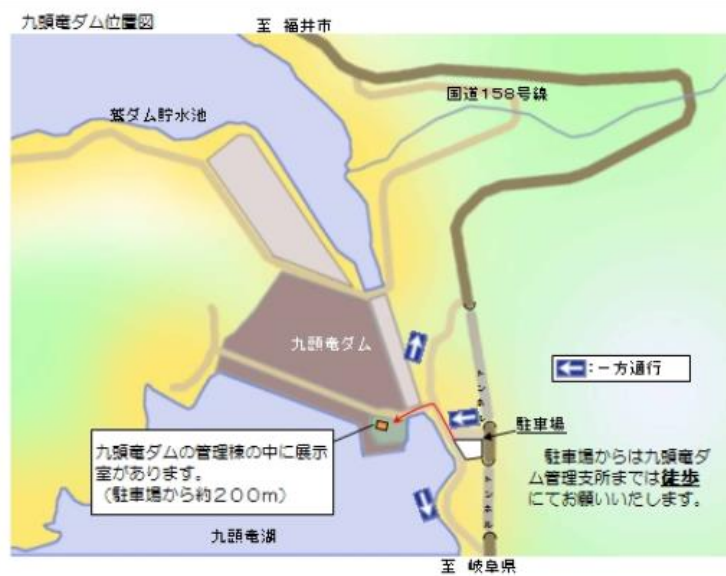 九頭竜ダム位置図
至 福井市
国道158号線
鷲ダム貯水池
九頭竜ダム
:一方通行
トンネル
駐車場
九頭竜ダムの管理棟の中に展示
室があります。
(駐車場から約200m)
駐車場からは九頭竜ダ
ム管理支所までは徒歩
にてお願いいたします。
トンネル
九頭竜湖
至 岐阜県